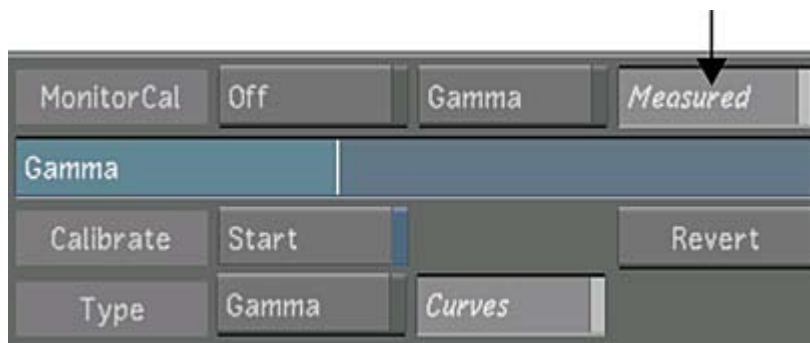 MonitorCal Off Gamma Measured
Gamma
Calibrate Start Revert
Type Gamma Curves